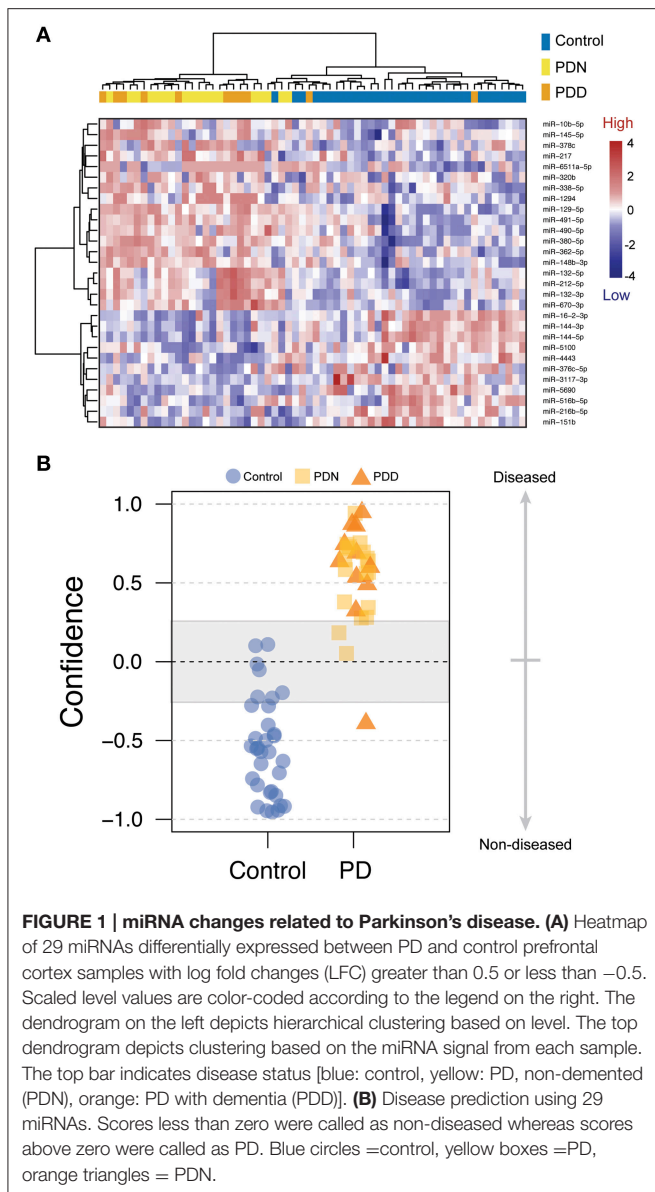 A
Control
PDN
PDD
miR−10b−5p
miR−145−5p
miR−378c
miR−217
miR−6511a−5p
miR−320b
miR−338−5p
miR−1294
miR−129−5p
miR−491−5p
miR−490−5p
miR−380−5p
miR−362−5p
miR−148b−3p
miR−132−5p
miR−212−5p
miR−132−3p
miR−670−3p
miR−16−2−3p
miR−144−3p
miR−144−5p
miR−5100
miR−4443
miR−376c−5p
miR−3117−3p
miR−5690
miR−516b−5p
miR−216b−5p
miR−151b
High
4
2
0
-2
-4
Low
B
Control PDN PDD
Confidence
1.0
0.5
0.0
−0.5
−1.0
Control PD
Diseased
Non-diseased
FIGURE 1 | miRNA changes related to Parkinson's disease. (A) Heatmap
of 29 miRNAs differentially expressed between PD and control prefrontal
cortex samples with log fold changes (LFC) greater than 0.5 or less than −0.5.
Scaled level values are color-coded according to the legend on the right. The
dendrogram on the left depicts hierarchical clustering based on level. The top
dendrogram depicts clustering based on the miRNA signal from each sample.
The top bar indicates disease status [blue: control, yellow: PD, non-demented
(PDN), orange: PD with dementia (PDD)]. (B) Disease prediction using 29
miRNAs. Scores less than zero were called as non-diseased whereas scores
above zero were called as PD. Blue circles =control, yellow boxes =PD,
orange triangles = PDN.